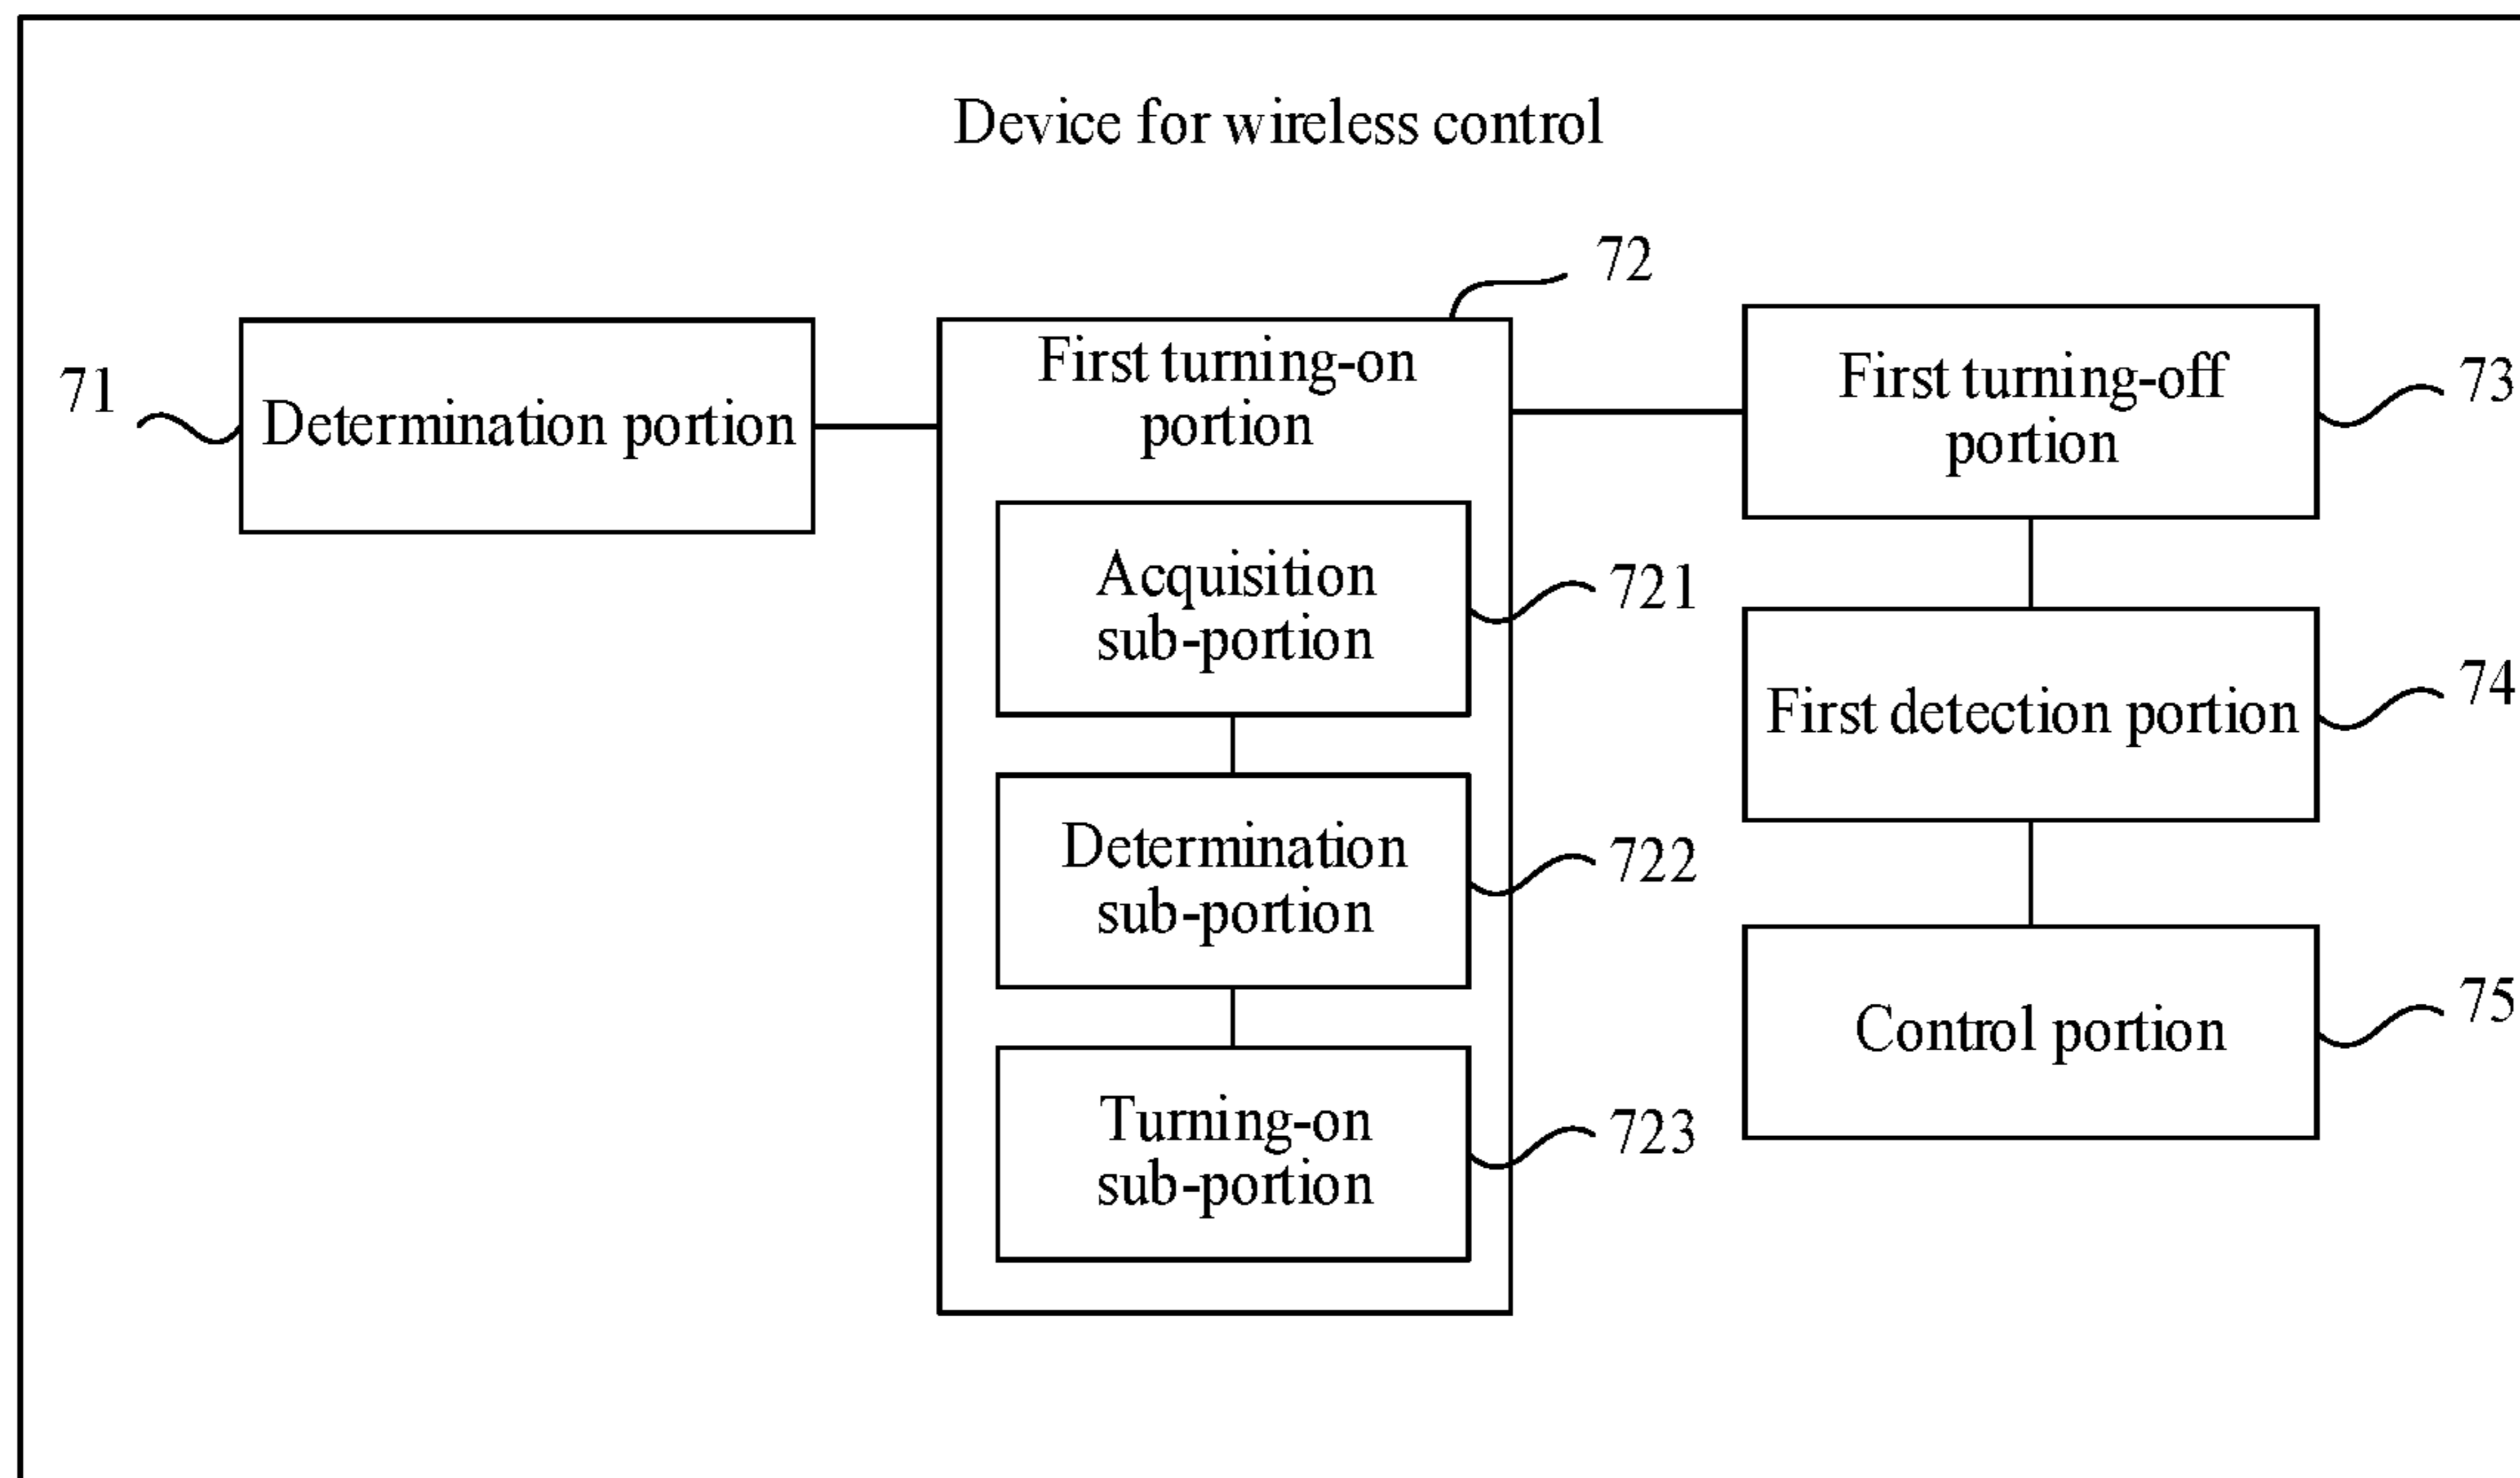 Device for wireless control
71
Determination portion
72
First turning-on
portion
Acquisition
sub-portion
721
Determination
sub-portion
722
Turning-on
sub-portion
723
First turning-off
portion
73
First detection portion
74
Control portion
75